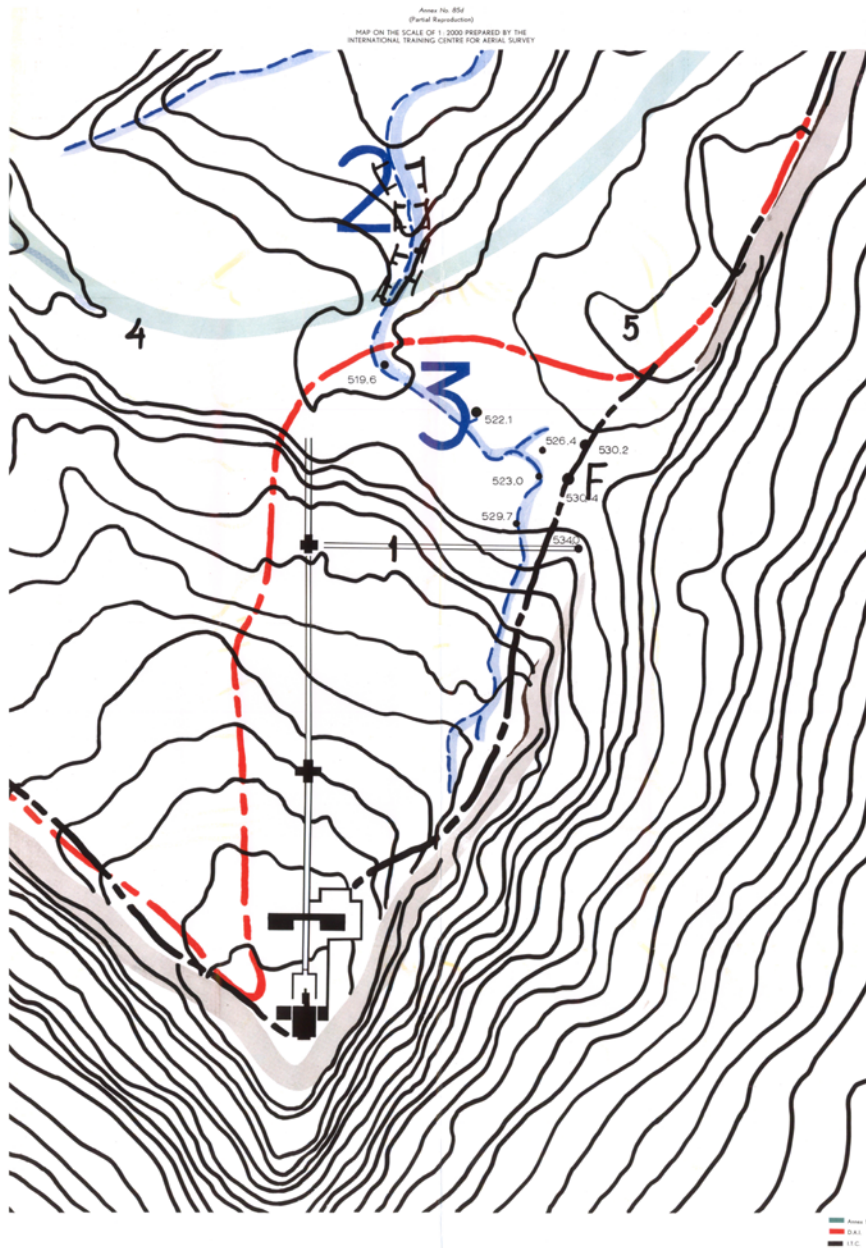 Annex No. 85d
(Partial Reproduction)
MAP ON THE SCALE OF 1:2000 PREPARED BY THE
INTERNATIONAL TRAINING CENTRE FOR AERIAL SURVEY
2
4
5
519.6
3
522.1
526.4
530.2
523.0
F
530.4
529.7
534.0
1
Annex
D.A.I.
I.T.C.